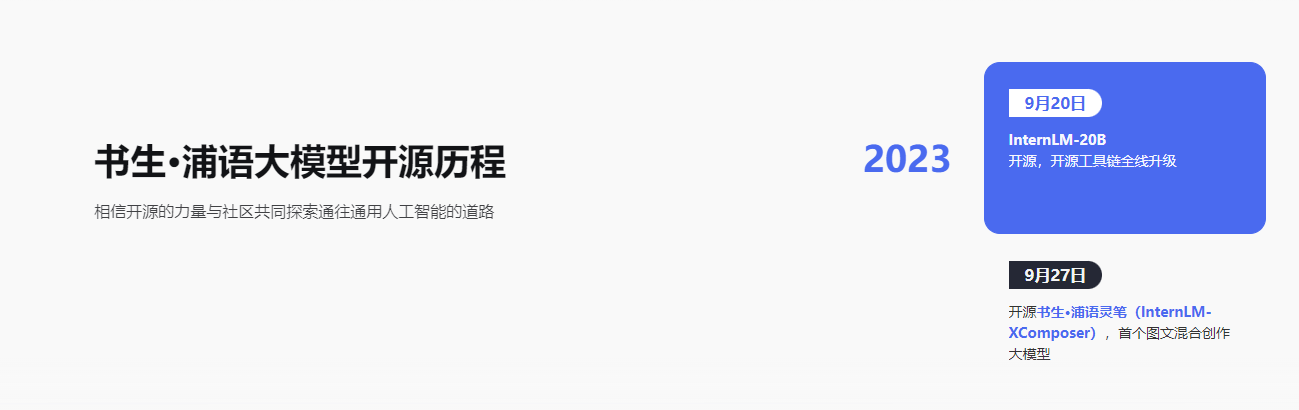 书生·浦语大模型开源历程
相信开源的力量与社区共同探索通往通用人工智能的道路
2023
9月20日
InternLM-20B
开源，开源工具链全线升级
9月27日
开源书生·浦语灵笔（InternLM-
XComposer），首个图文混合创作
大模型